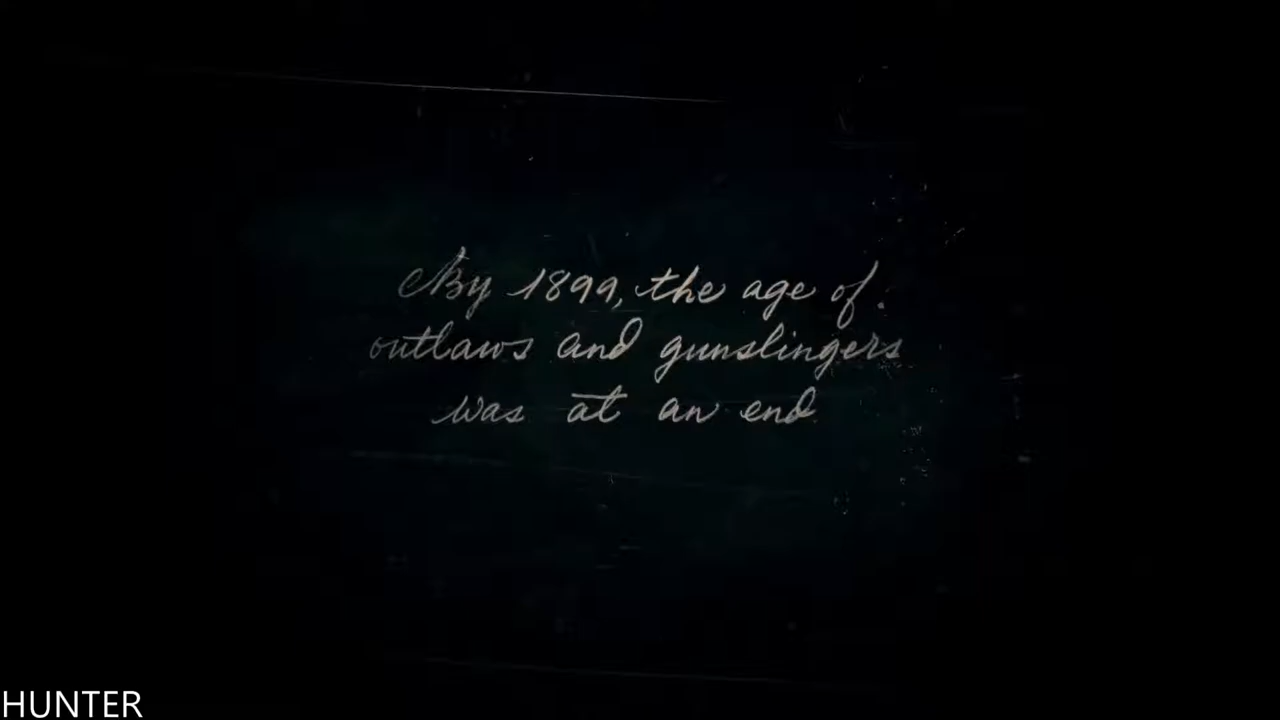 By 1899, the age of
outlaws and gunslingers
was at an end
HUNTER